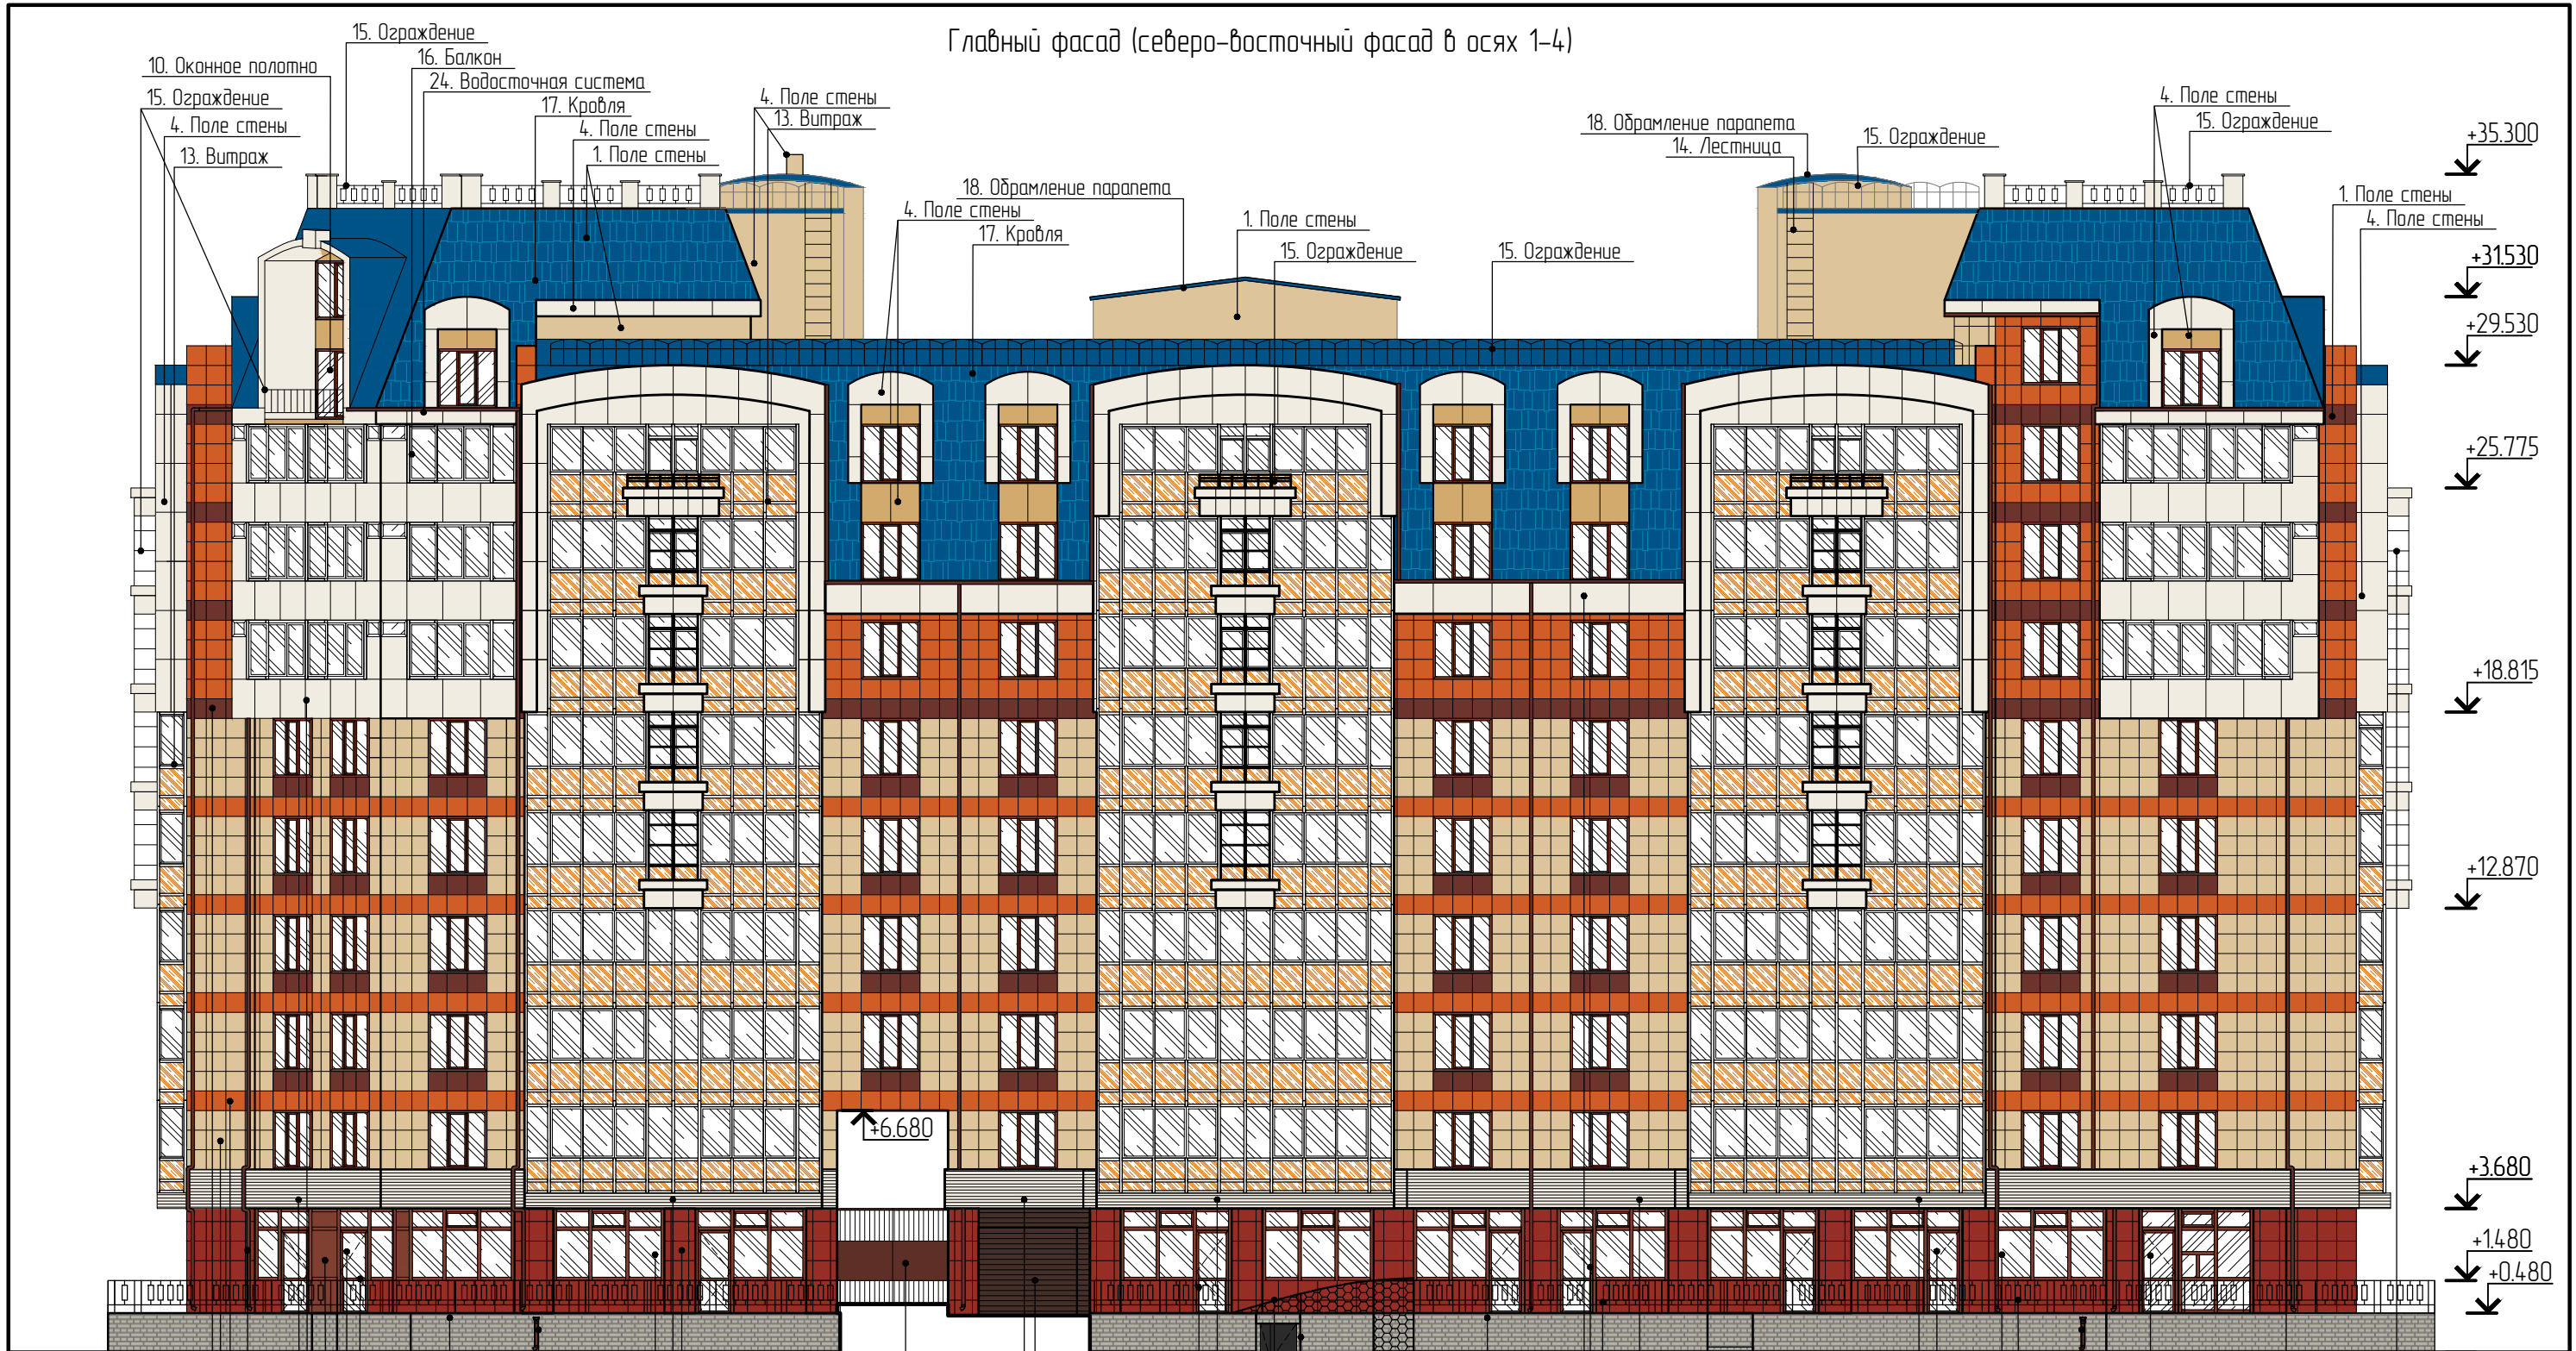 Главный фасад (северо-восточный фасад в осях 1-4)
15. Ограждение
16. Балкон
10. Оконное полотно
24. Водосточная система
15. Ограждение
17. Кровля
4. Поле стены
4. Поле стены
13. Витраж
4. Поле стены
13. Витраж
1. Поле стены
18. Обрамление парапета
4. Поле стены
17. Кровля
1. Поле стены
15. Ограждение
15. Ограждение
18. Обрамление парапета
14. Лестница
15. Ограждение
4. Поле стены
15. Ограждение
1. Поле стены
4. Поле стены
+35.300
+31.530
+29.530
+25.775
+18.815
+12.870
+6.680
+3.680
+1.480
+0.480